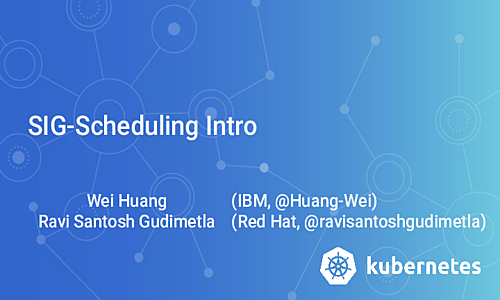 SIG-Scheduling Intro
Wei Huang (IBM, @Huang-Wei)
Ravi Santosh Gudimetla (Red Hat, @ravisantoshgudimetla)
kubernetes